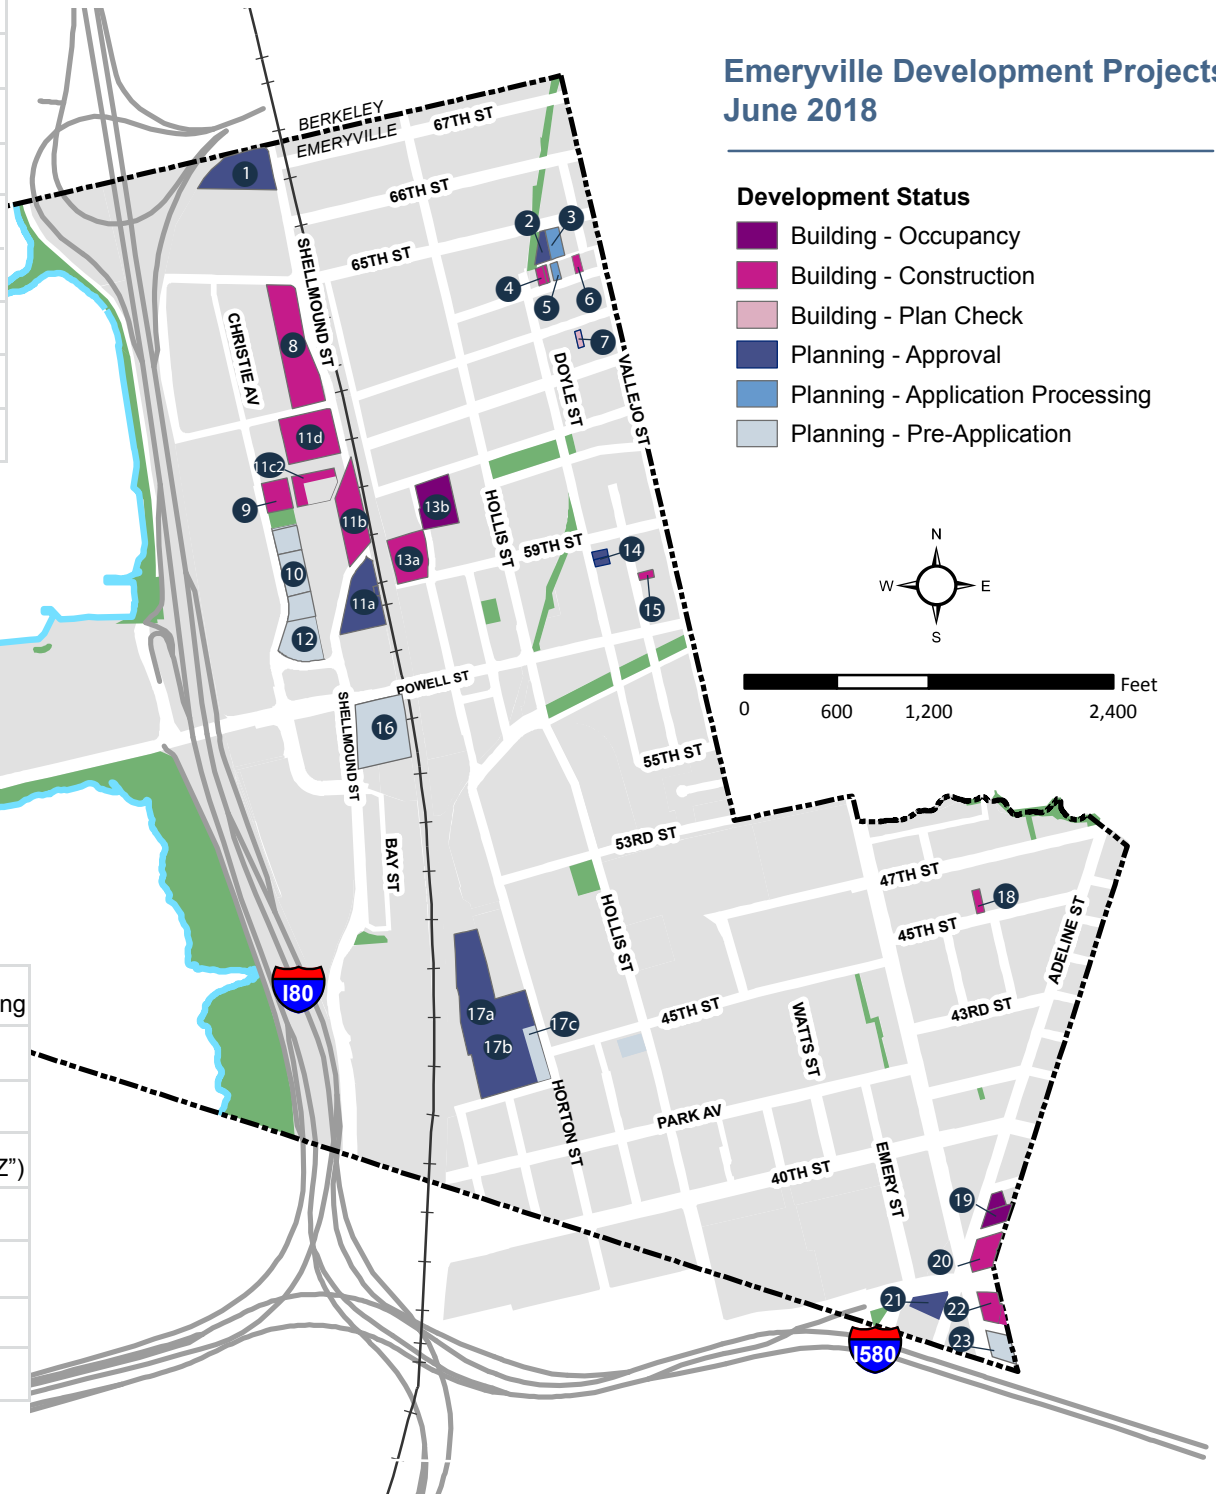 Emeryville Development Projects
June 2018
Development Status
Building - Occupancy
Building - Construction
Building - Plan Check
Planning - Approval
Planning - Application Processing
Planning - Pre-Application
N
W
E
S
Feet
0
600
1,200
2,400
BERKELEY
EMERYVILLE
67TH ST
66TH ST
65TH ST
SHELLMOUND ST
CHRISTIE AV
DOYLE ST
VALLEJO ST
HOLLIS ST
59TH ST
POWELL ST
SHELLMOUND ST
BAY ST
55TH ST
53RD ST
47TH ST
45TH ST
ADELINE ST
HOLLIS ST
45TH ST
43RD ST
WATTS ST
HORTON ST
PARK AV
40TH ST
EMERY ST
I80
I580
1
2
3
4
5
6
7
8
11d
11c2
9
11b
13b
13a
10
11a
12
14
15
16
17a
17b
17c
18
19
20
21
22
23
ng
Z")